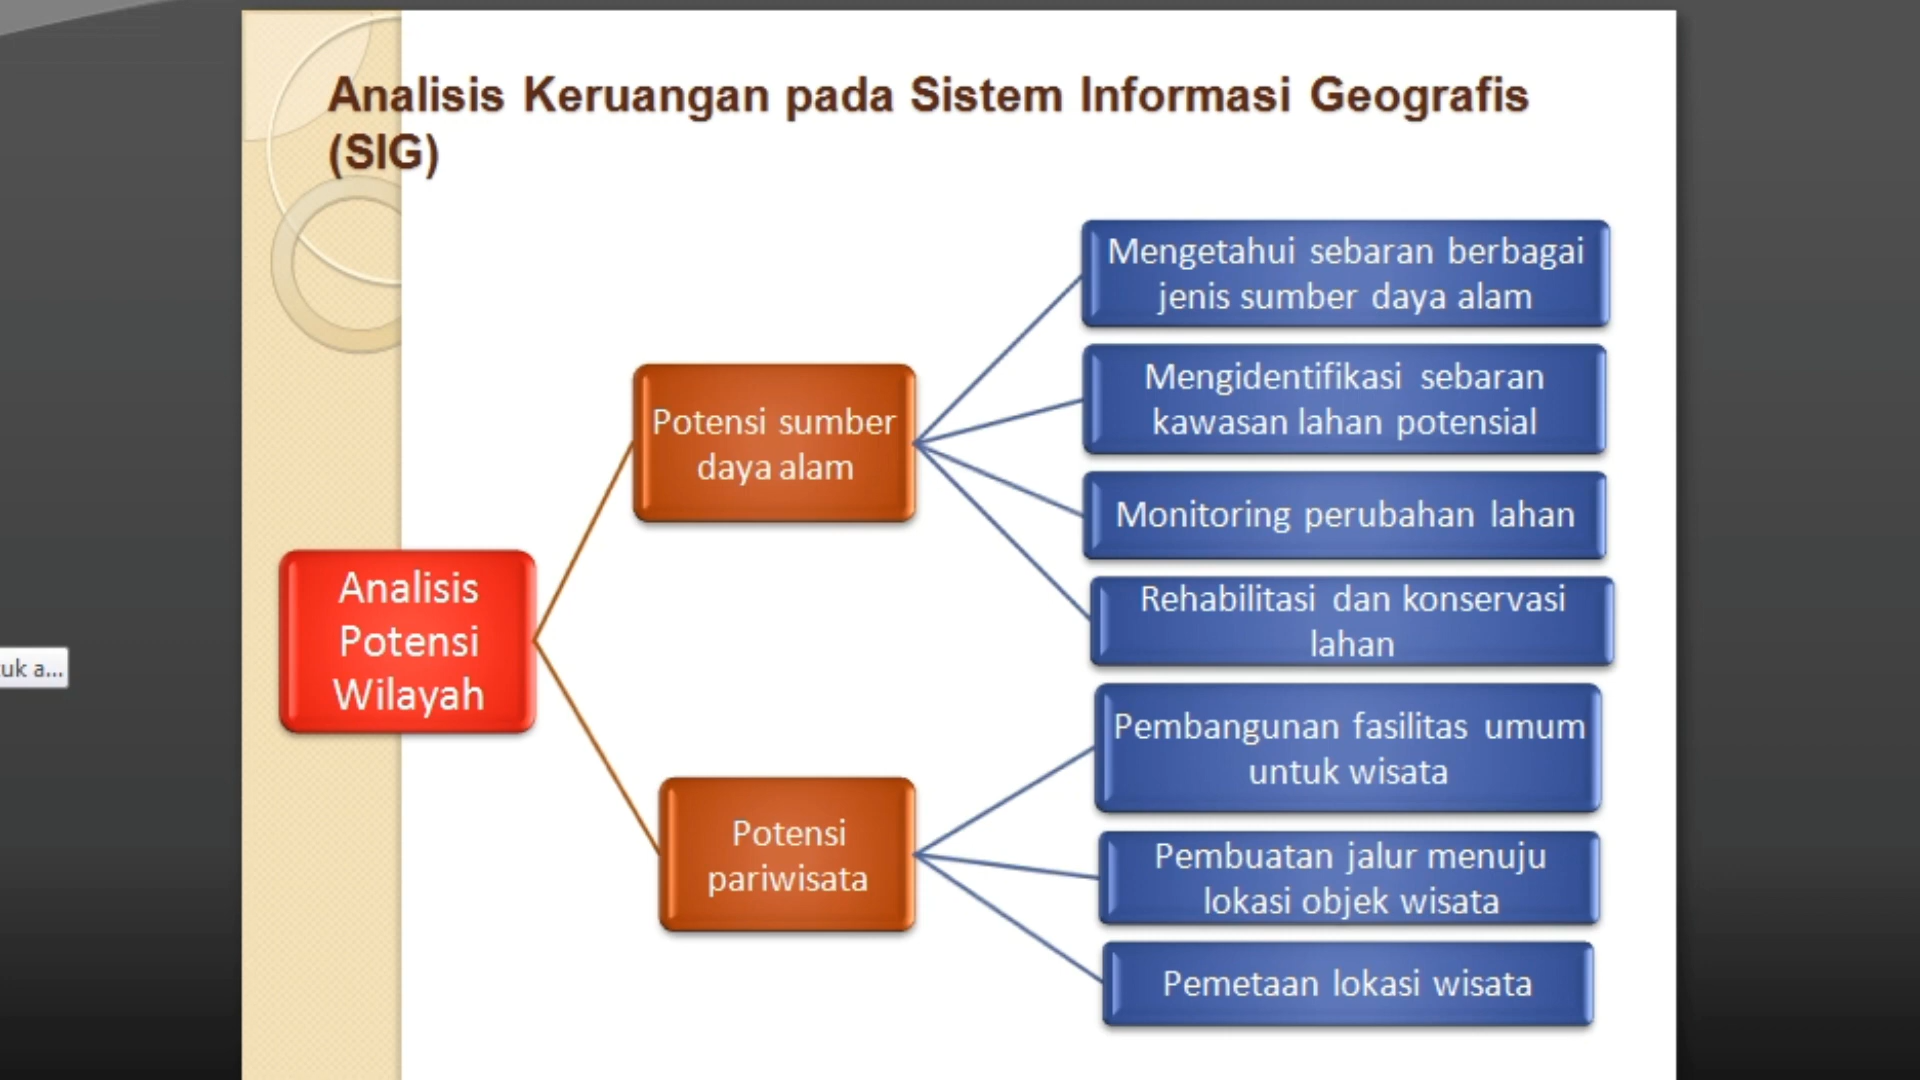 Analisis Keruangan pada Sistem Informasi Geografis
(SIG)
Mengetahui sebaran berbagai
jenis sumber daya alam
Mengidentifikasi sebaran
kawasan lahan potensial
Potensi sumber
daya alam
Monitoring perubahan lahan
Rehabilitasi dan konservasi
lahan
Analisis
Potensi
Wilayah
uk a...
Pembangunan fasilitas umum
untuk wisata
Potensi
pariwisata
Pembuatan jalur menuju
lokasi objek wisata
Pemetaan lokasi wisata